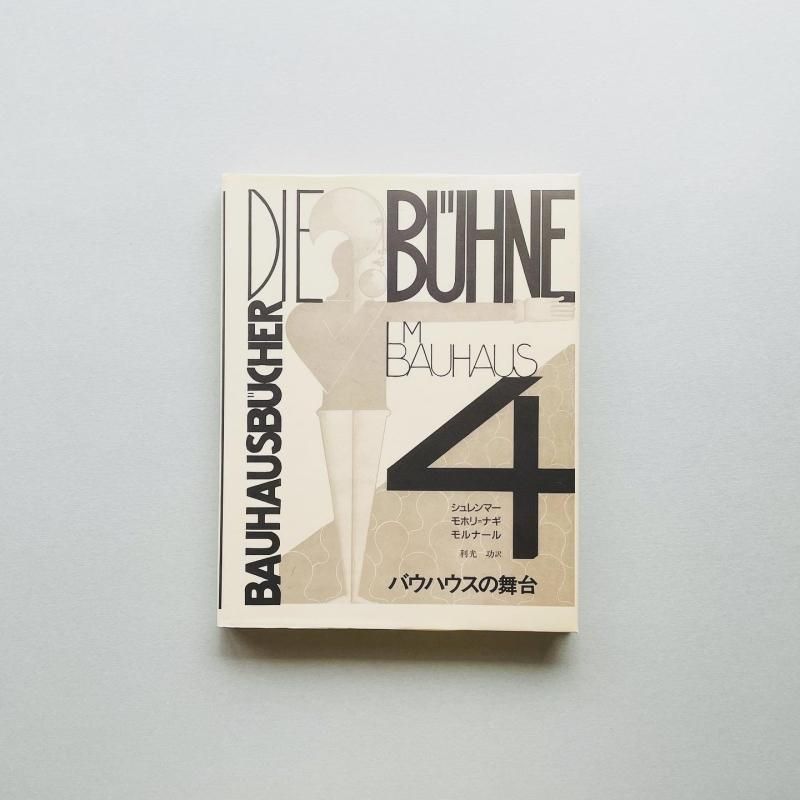 DIE BÜHNE
IM
BAUHAUS
4
BAUHAUSBÜCHER
シュレンマー
モホリ=ナギ
モルナール
利光 功訳
バウハウスの舞台